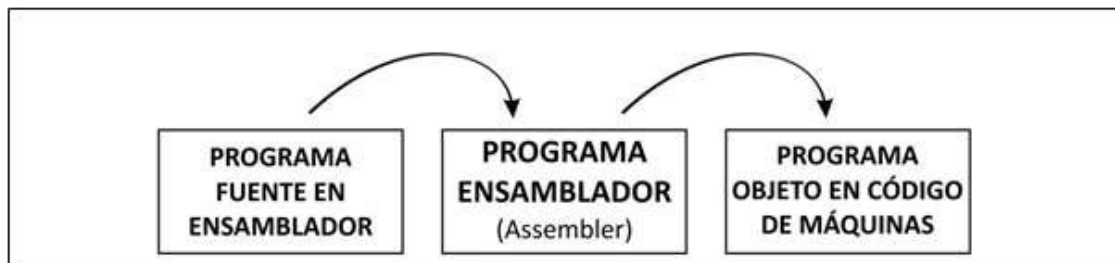 PROGRAMA
FUENTE EN
ENSAMBLADOR
PROGRAMA
ENSAMBLADOR
(Assembler)
PROGRAMA
OBJETO EN CÓDIGO
DE MÁQUINAS